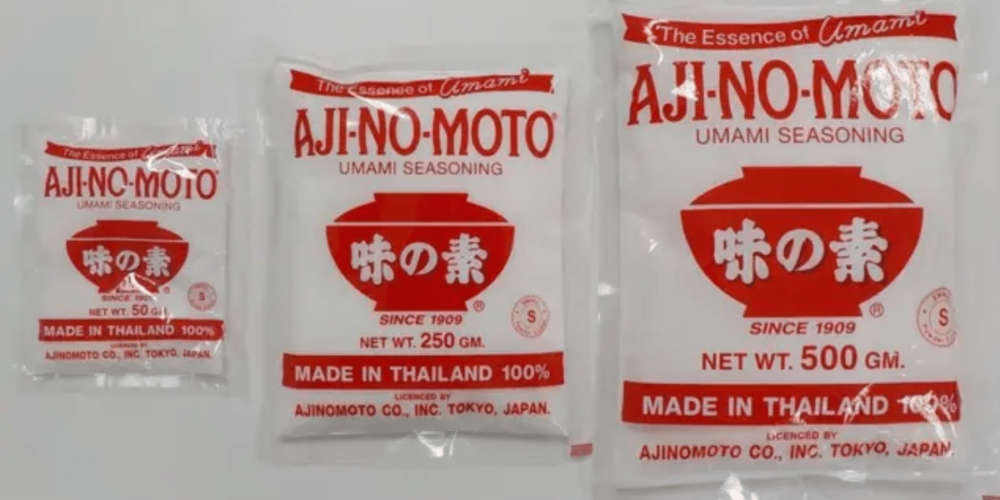 The Essence of Umami
AJI-NO-MOTO
UMAMI SEASONING
味の素
SINCE 1909
NET WT. 50 GM.
S
MADE IN THAILAND 100%
LICENCED BY
AJINOMOTO CO., INC. TOKYO, JAPAN.
The Essence of Umami
AJI-NO-MOTO®
UMAMI SEASONING
味の素
®
SINCE 1909
S
NET WT. 250 GM.
MADE IN THAILAND 100%
LICENCED BY
AJINOMOTO CO., INC. TOKYO, JAPAN.
The Essence of Umami
AJI-NO-MOTO
UMAMI SEASONING
味の素
®
SINCE 1909
S
NET WT. 500 GM.
MADE IN THAILAND 100%
LICENCED BY
AJINOMOTO CO., INC. TOKYO, JAPAN.